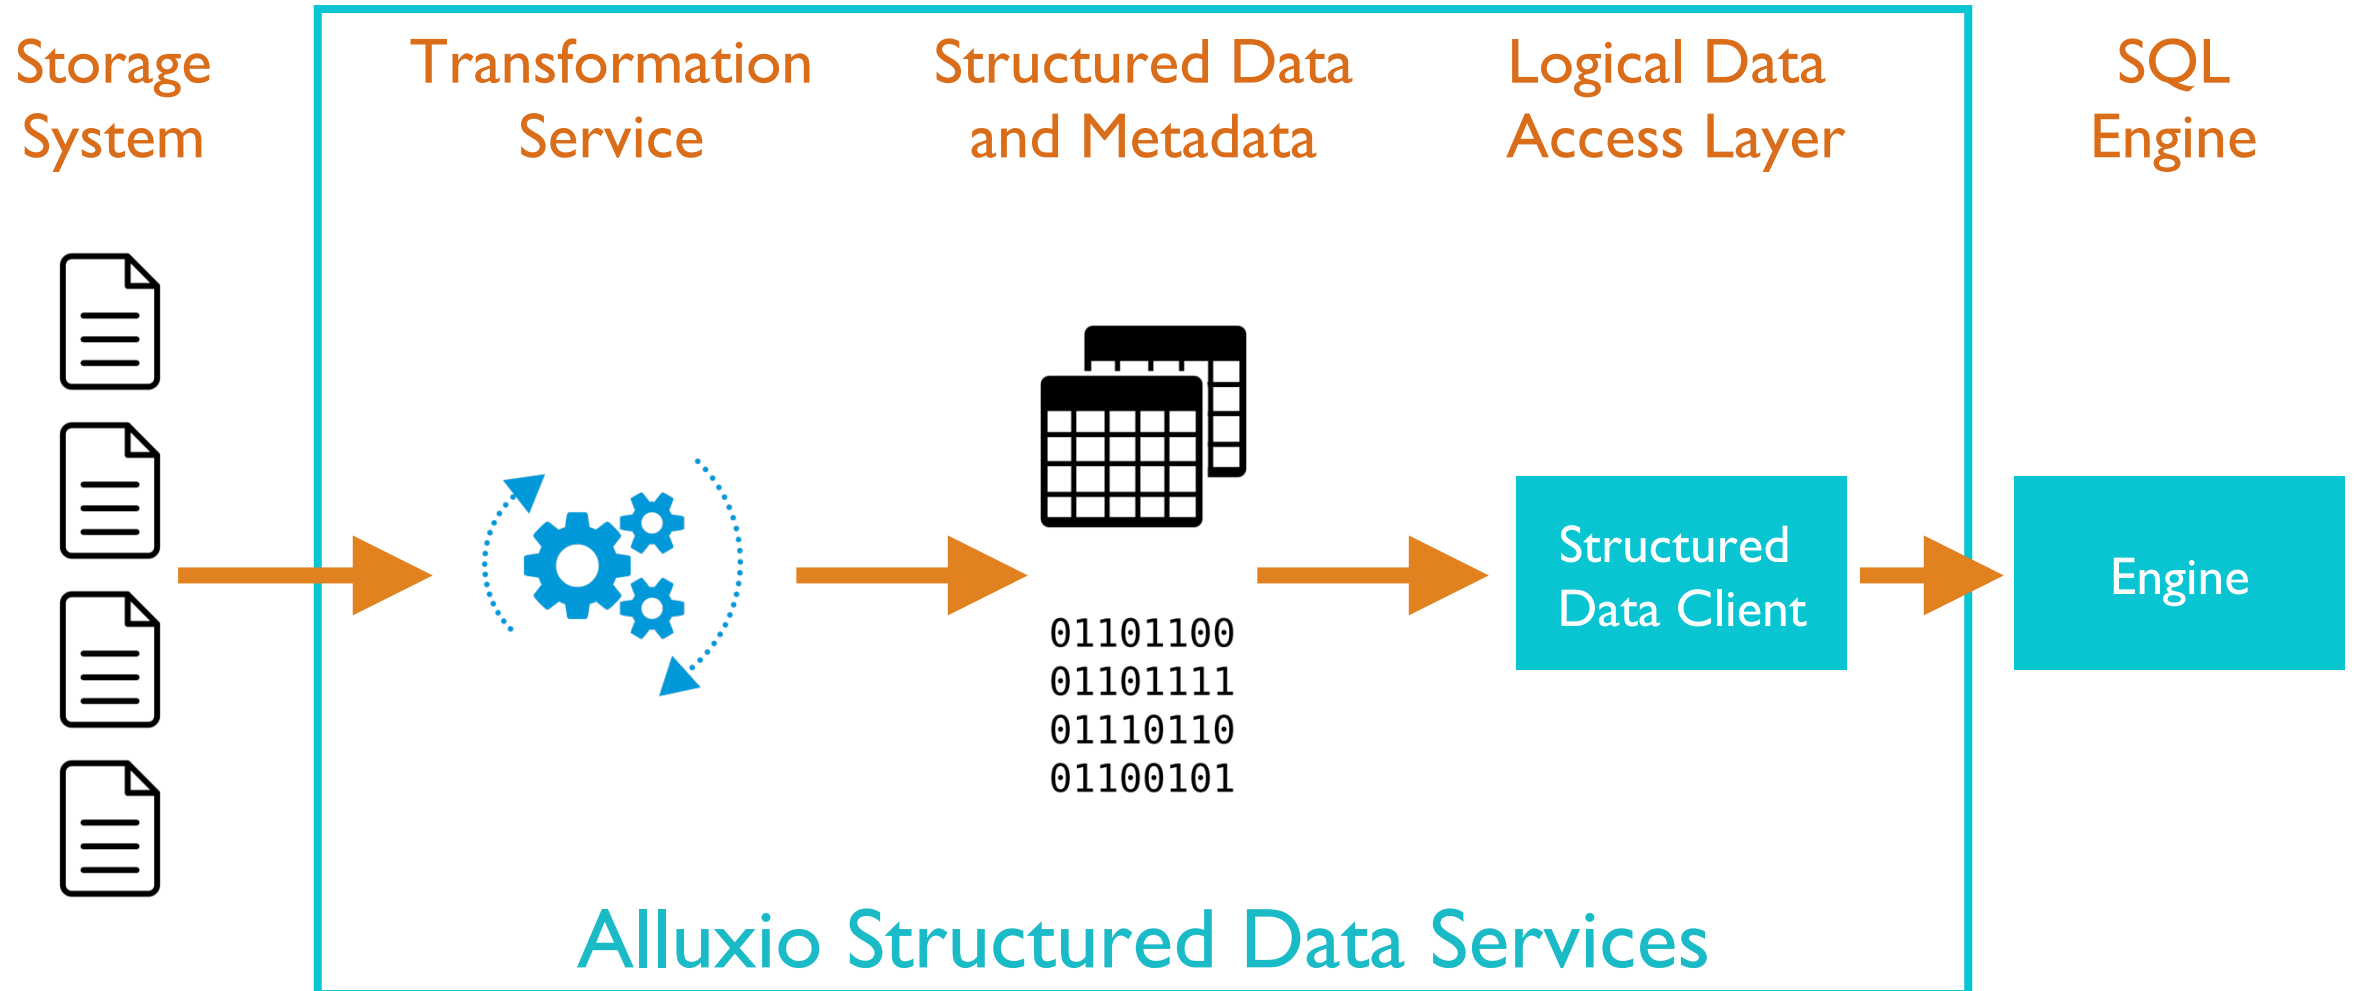 Storage
System
Transformation
Service
Structured Data
and Metadata
Logical Data
Access Layer
SQL
Engine
01101100
01101111
01110110
01100101
Structured
Data Client
Engine
Alluxio Structured Data Services